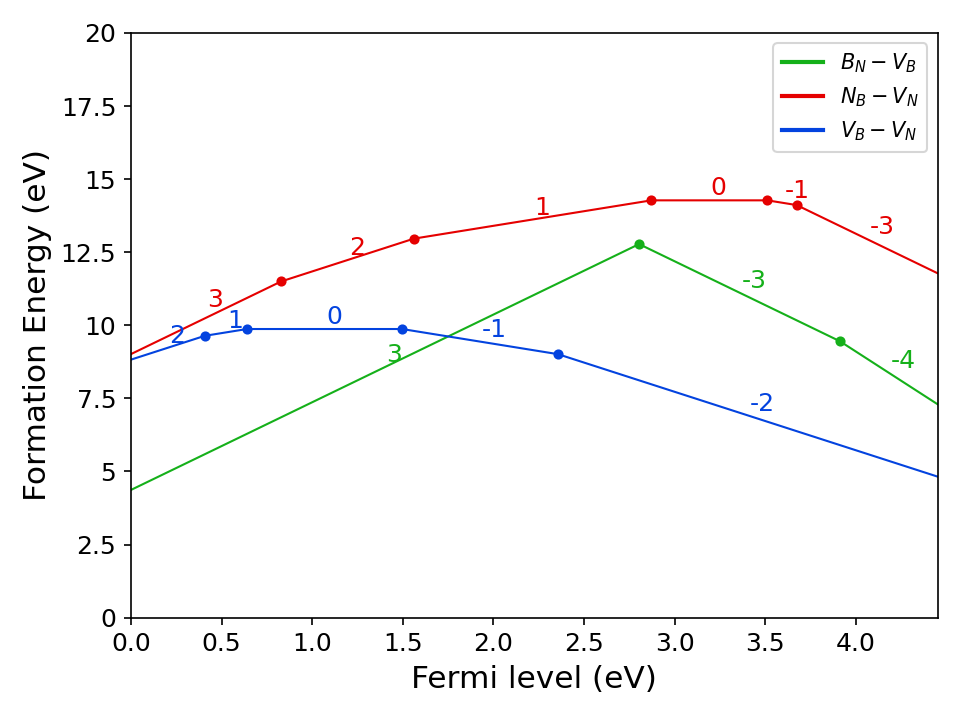 20
17.5
15
12.5
10
7.5
5
2.5
0
Formation Energy (eV)
0.0 0.5 1.0 1.5 2.0 2.5 3.0 3.5 4.0
Fermi level (eV)
B_N − V_B
N_B − V_N
V_B − V_N
3 2 1 0 -1 -3
2 1 0 -1 -2
3 -3 -4